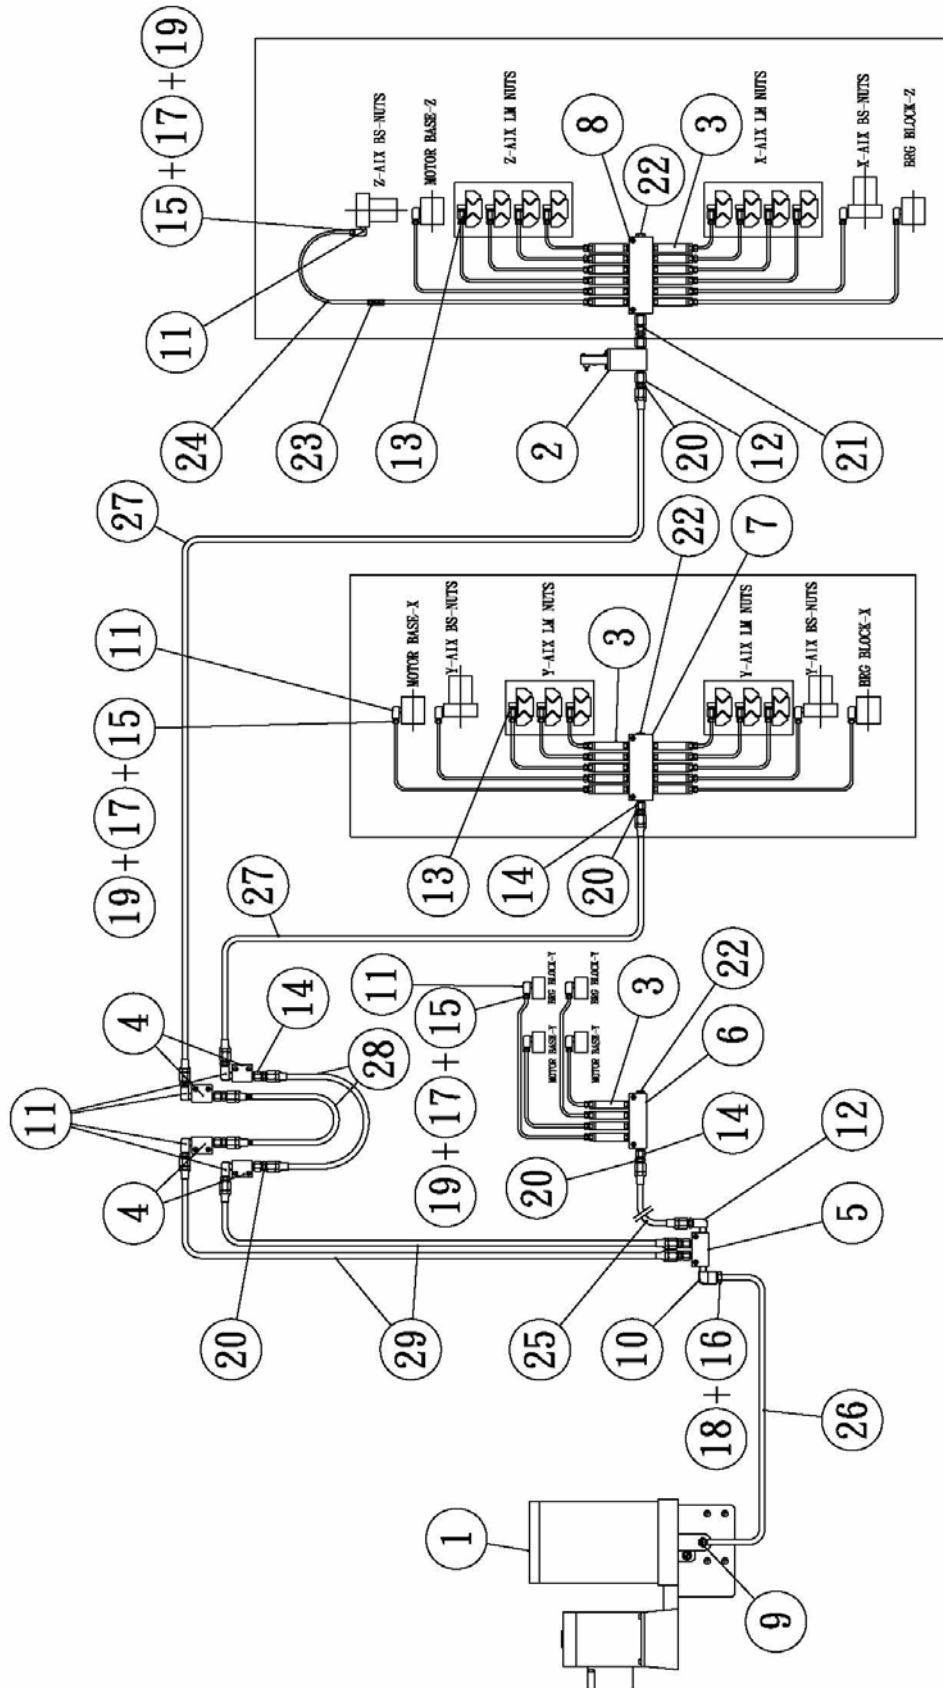 15 + 17 + 19
11
24
23
13
Z-AIX BS-NUTS
MOTOR BASE-Z
Z-AIX LM NUTS
8
22
3
X-AIX LM NUTS
X-AIX BS-NUTS
BRG BLOCK-Z
2
20
12
21
27
19 + 17 + 15
11
MOTOR BASE-X
Y-AIX BS-NUTS
Y-AIX LM NUTS
3
22
7
Y-AIX LM NUTS
Y-AIX BS-NUTS
BRG BLOCK-X
13
14
20
27
11
4
4
14
28
20
29
11
19 + 17 + 15
BRG BLOCK-Y
BRG BLOCK-Y
MOTOR BASE-Y
MOTOR BASE-Y
3
22
6
20
14
12
5
25
10
18 + 16
26
1
9